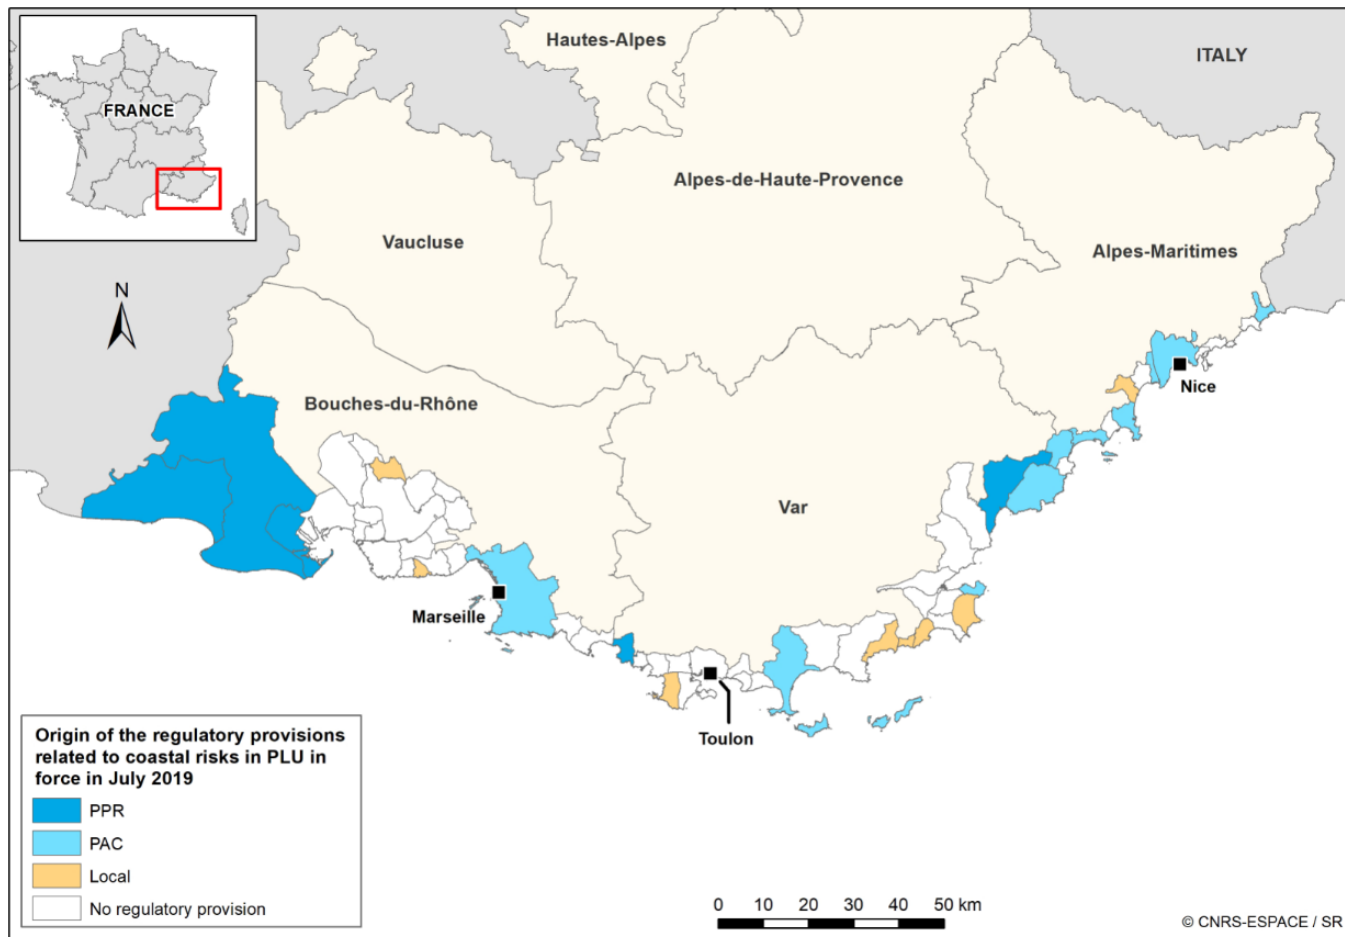 Hautes-Alpes
ITALY
FRANCE
Alpes-de-Haute-Provence
Vaucluse
Alpes-Maritimes
N
Nice
Bouches-du-Rhône
Var
Marseille
Toulon
Origin of the regulatory provisions
related to coastal risks in PLU in
force in July 2019
PPR
PAC
Local
No regulatory provision
0 10 20 30 40 50 km
© CNRS-ESPACE / SR